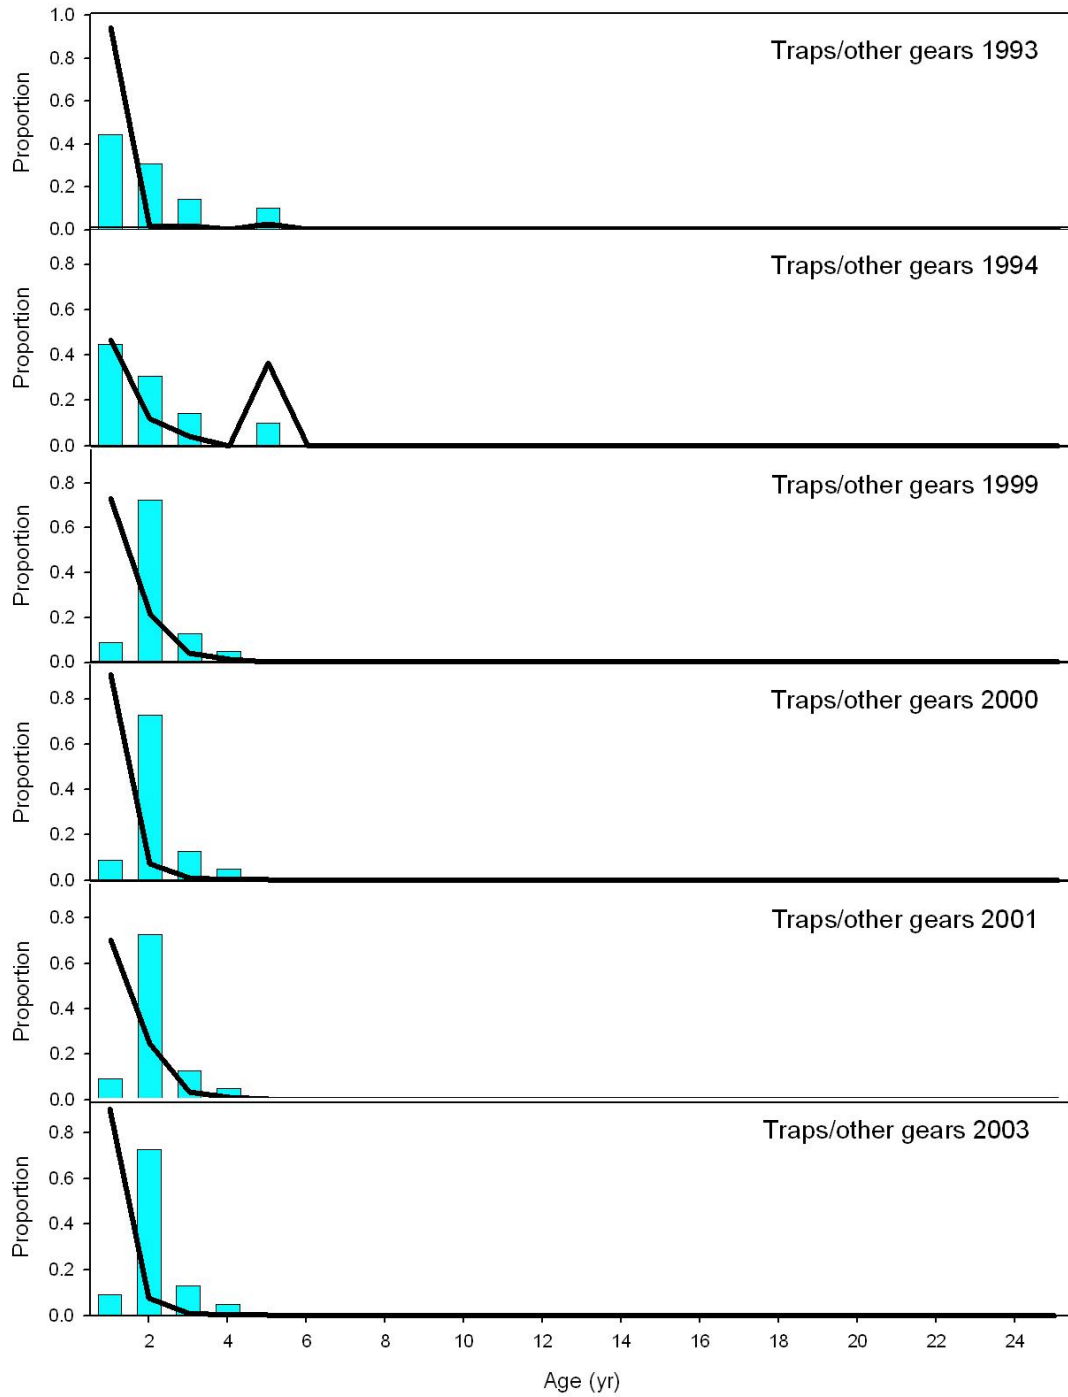 1.0
Traps/other gears 1993
0.8
0.6
Proportion
0.4
0.2
0.0
Traps/other gears 1994
0.8
0.6
Proportion
0.4
0.2
0.0
Traps/other gears 1999
0.8
0.6
Proportion
0.4
0.2
0.0
Traps/other gears 2000
0.8
0.6
Proportion
0.4
0.2
0.0
Traps/other gears 2001
0.8
0.6
Proportion
0.4
0.2
0.0
Traps/other gears 2003
0.8
0.6
Proportion
0.4
0.2
0.0
2 4 6 8 10 12 14 16 18 20 22 24
Age (yr)